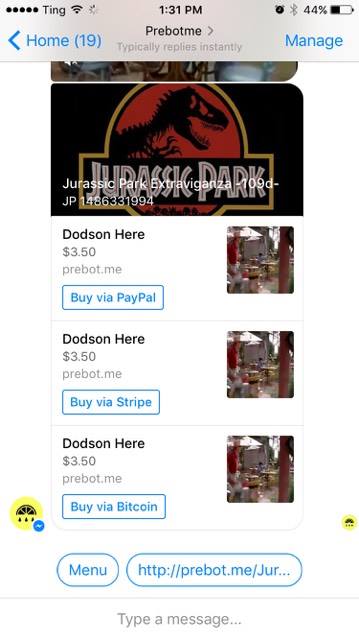 Ting 1:31 PM 44%
Home (19) Prebotme Manage
Typically replies instantly
JURASSIC PARK
Jurassic Park Extraviganza -109d-
JP 1486331994
Dodson Here
$3.50
prebot.me
Buy via PayPal
Dodson Here
$3.50
prebot.me
Buy via Stripe
Dodson Here
$3.50
prebot.me
Buy via Bitcoin
Menu http://prebot.me/Jur...
Type a message...